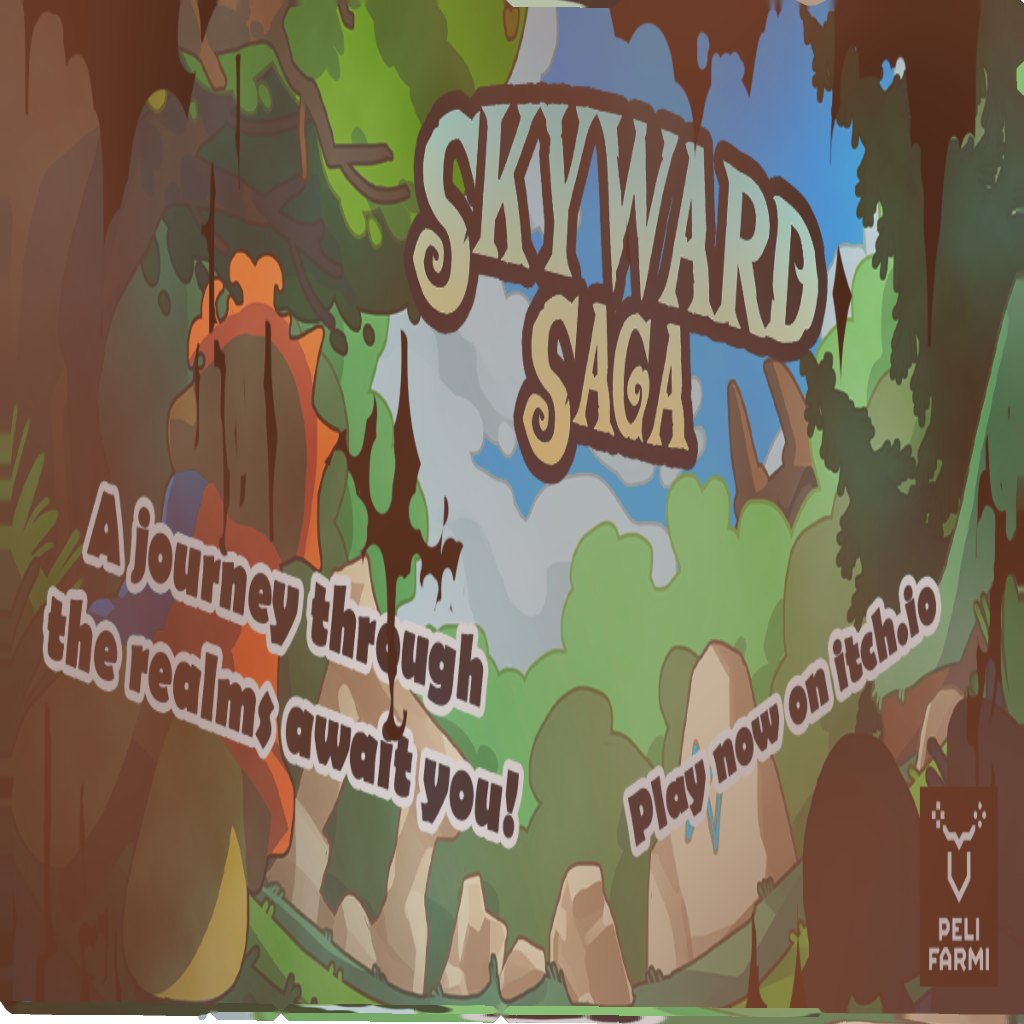 SKYWARD
SAGA
A journey through
the realms await you!
Play now on itch.io
PELI
FARMI